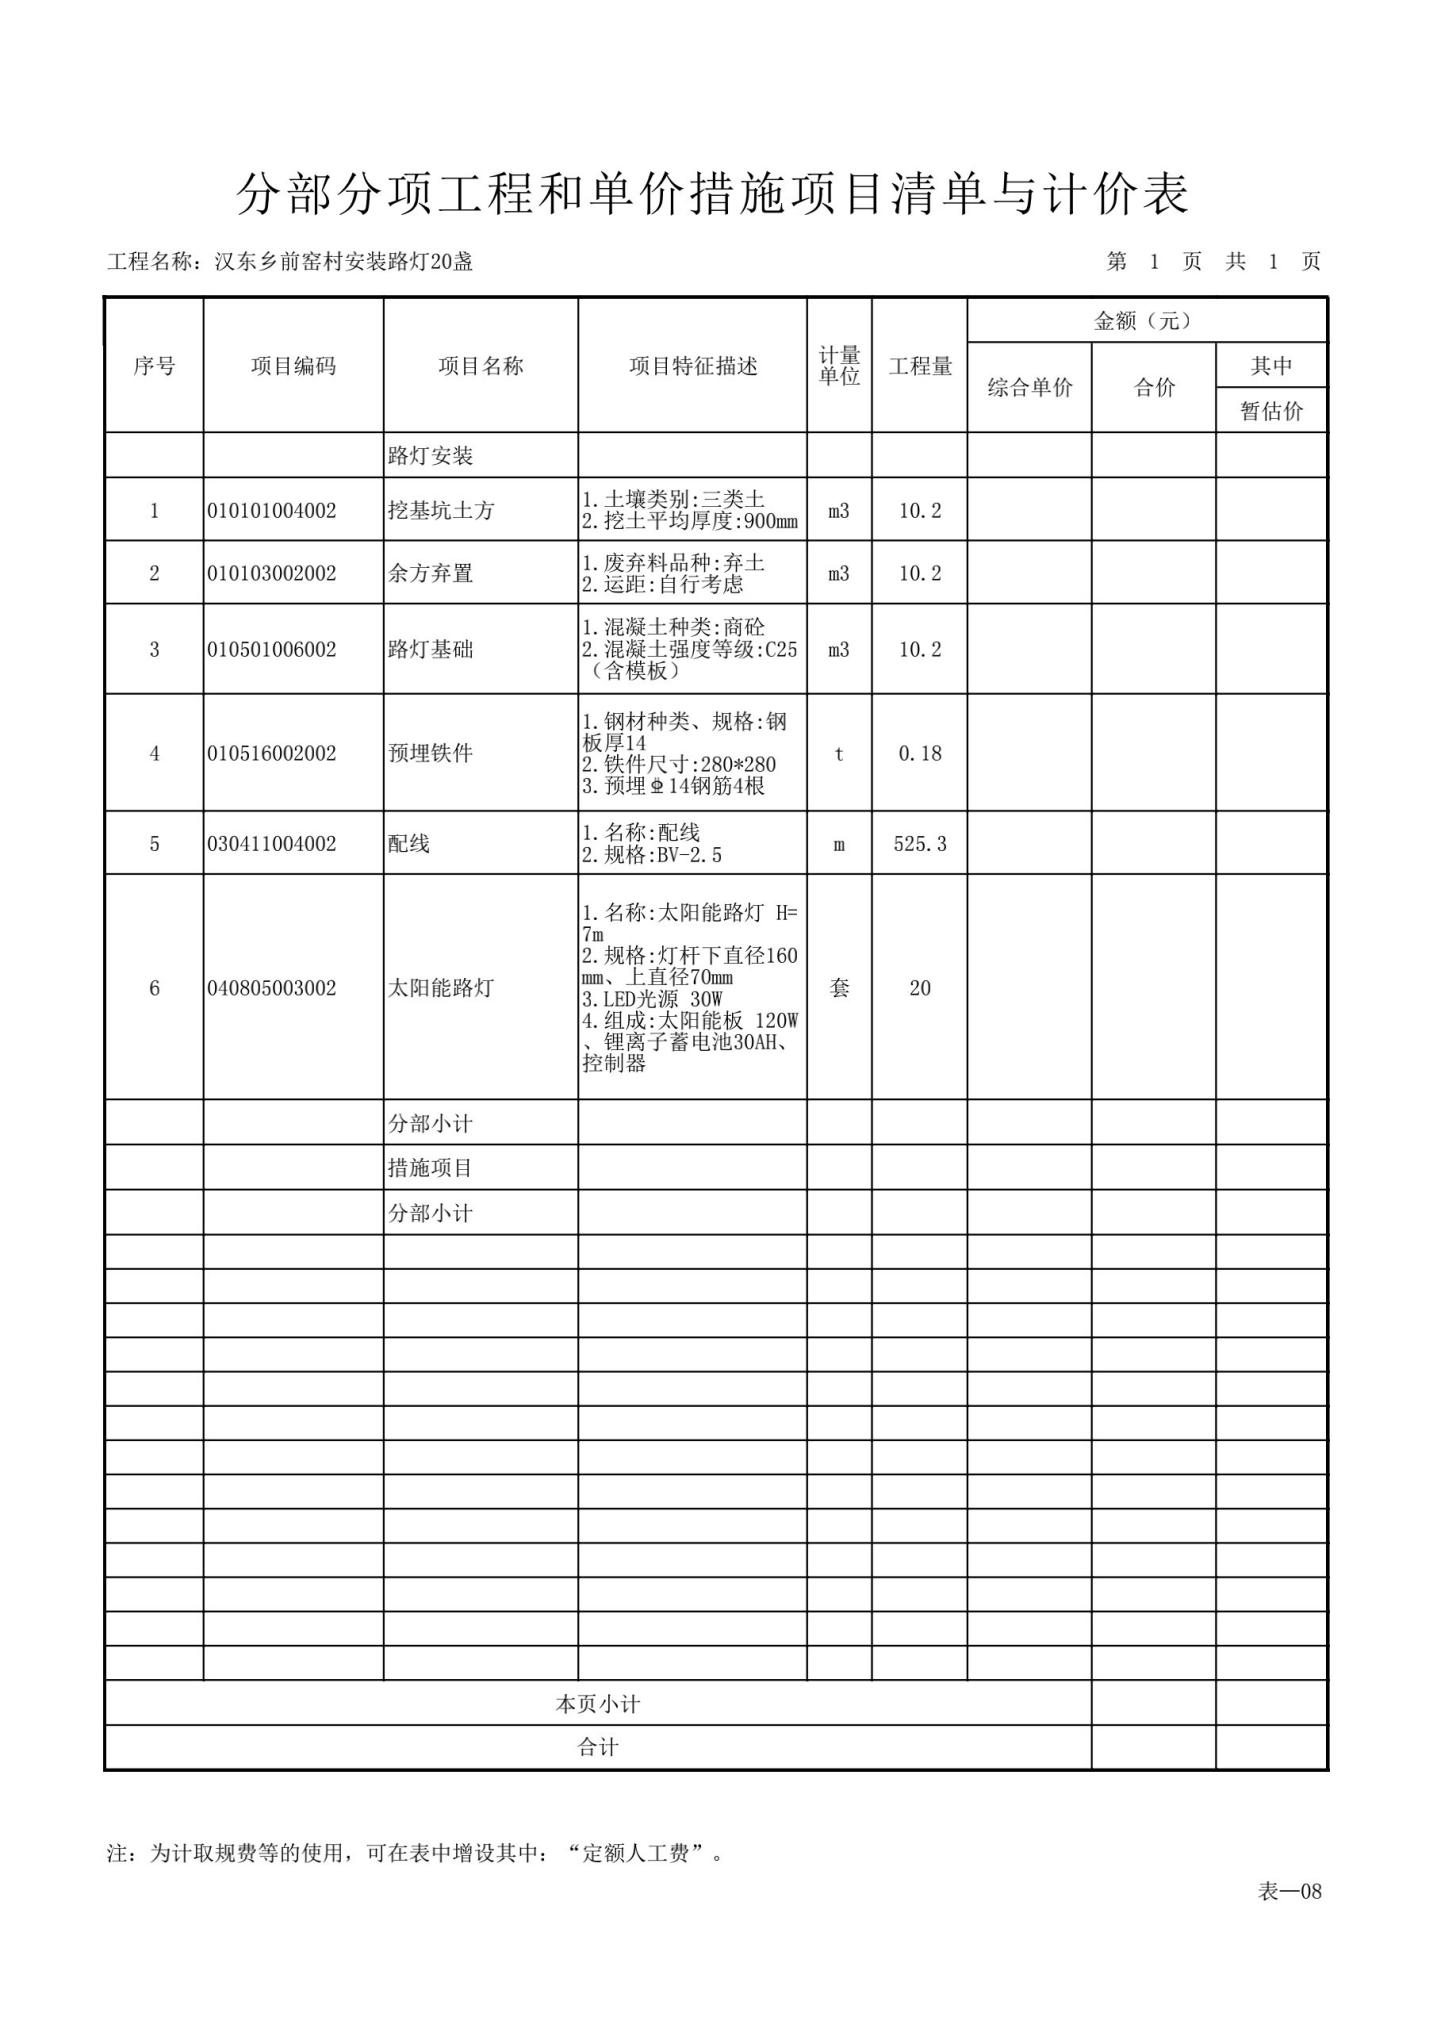 分部分项工程和单价措施项目清单与计价表
工程名称：汉东乡前窑村安装路灯20盏
第 1 页 共 1 页
序号
项目编码
项目名称
项目特征描述
计量
单位
工程量
金额（元）
综合单价
合价
其中
暂估价
路灯安装
1
010101004002
挖基坑土方
1.土壤类别:三类土
2.挖土平均厚度:900mm
m3
10.2
2
010103002002
余方弃置
1.废弃料品种:弃土
2.运距:自行考虑
m3
10.2
3
010501006002
路灯基础
1.混凝土种类:商砼
2.混凝土强度等级:C25
（含模板）
m3
10.2
4
010516002002
预埋铁件
1.钢材种类、规格:钢
板厚14
2.铁件尺寸:280*280
3.预埋⌀14钢筋4根
t
0.18
5
030411004002
配线
1.名称:配线
2.规格:BV-2.5
m
525.3
6
040805003002
太阳能路灯
1.名称:太阳能路灯 H=
7m
2.规格:灯杆下直径160
mm、上直径70mm
3.LED光源 30W
4.组成:太阳能板 120W
、锂离子蓄电池30AH、
控制器
套
20
分部小计
措施项目
分部小计
本页小计
合计
注：为计取规费等的使用，可在表中增设其中：“定额人工费”。
表—08